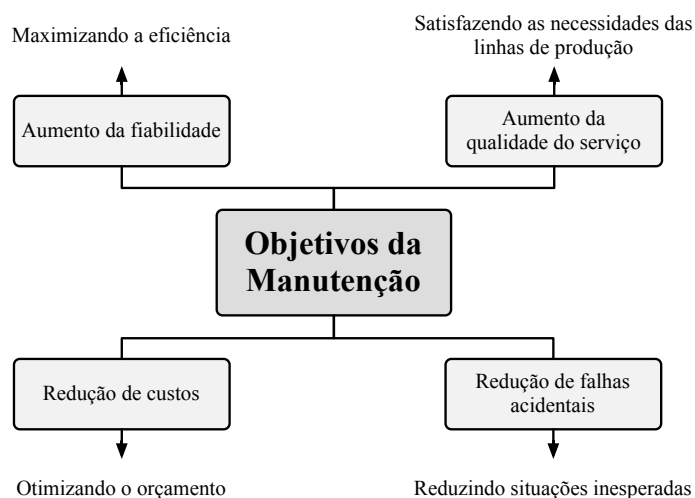 Maximizando a eficiência
Satisfazendo as necessidades das
linhas de produção
Aumento da fiabilidade
Aumento da
qualidade do serviço
Objetivos da
Manutenção
Redução de custos
Redução de falhas
acidentais
Otimizando o orçamento
Reduzindo situações inesperadas